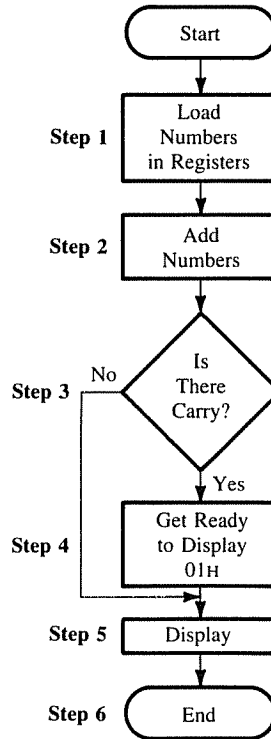 Start
Step 1
Load
Numbers
in Registers
Step 2
Add
Numbers
Step 3
No
Is
There
Carry?
Yes
Step 4
Get Ready
to Display
01H
Step 5
Display
Step 6
End